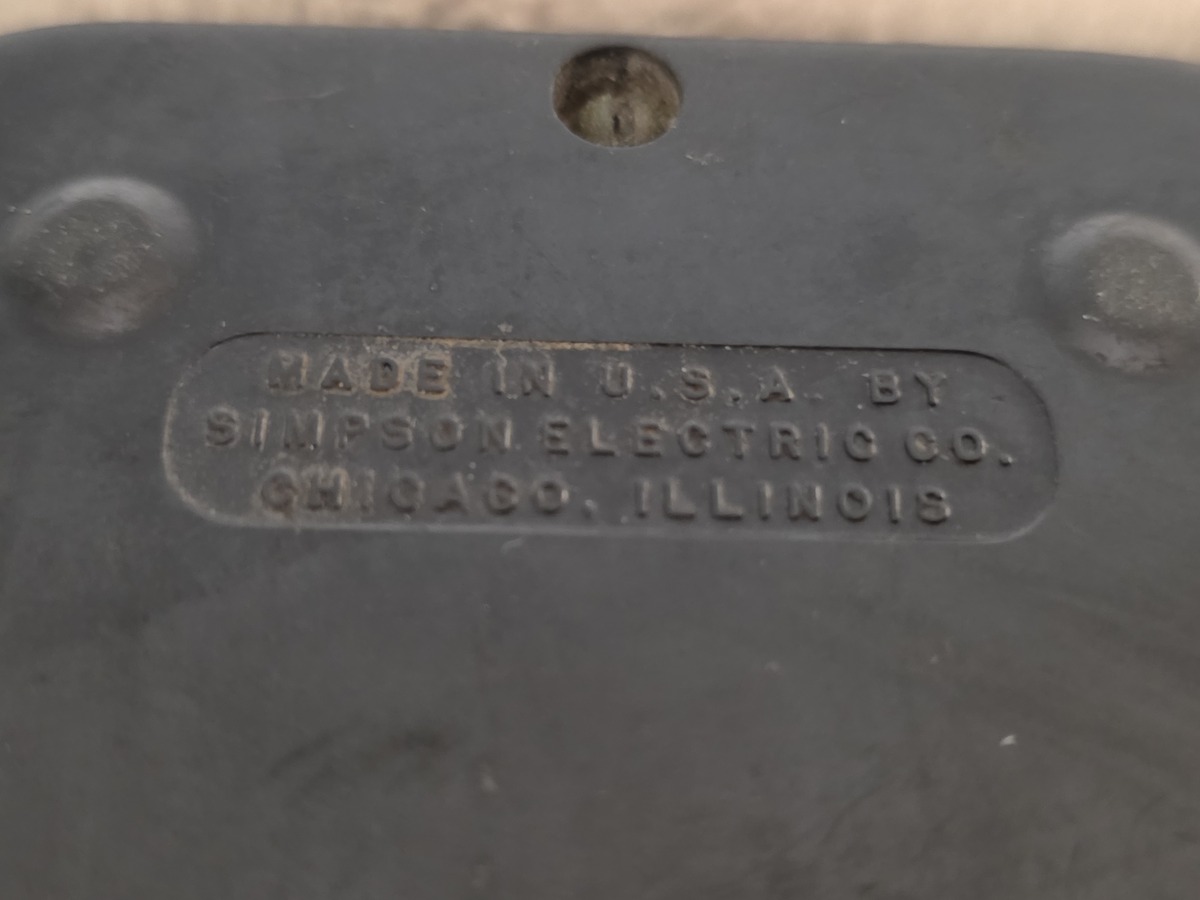 MADE IN U.S.A. BY
SIMPSON ELECTRIC CO.
CHICAGO, ILLINOIS